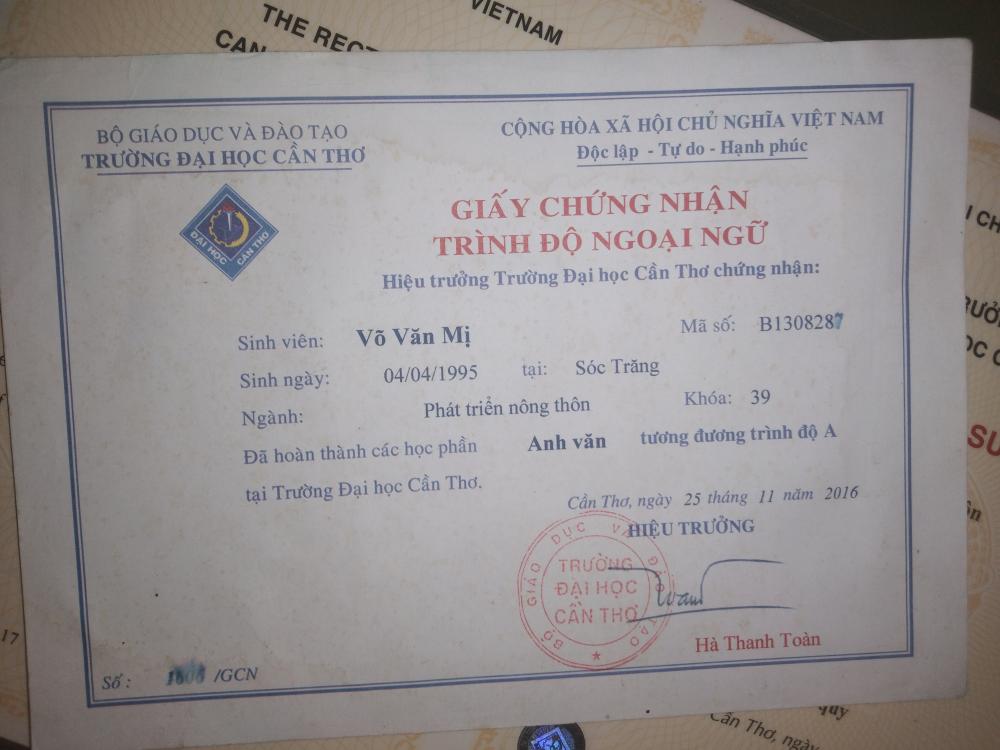 VIETNAM
THE RECT
CAN
BỘ GIÁO DỤC VÀ ĐÀO TẠO
TRƯỜNG ĐẠI HỌC CẦN THƠ
CỘNG HÒA XÃ HỘI CHỦ NGHĨA VIỆT NAM
Độc lập - Tự do - Hạnh phúc
ĐẠI HỌC CẦN THƠ
GIẤY CHỨNG NHẬN
TRÌNH ĐỘ NGOẠI NGỮ
Hiệu trưởng Trường Đại học Cần Thơ chứng nhận:
Sinh viên: Võ Văn Mị Mã số: B1308287
Sinh ngày: 04/04/1995 tại: Sóc Trăng
Ngành: Phát triển nông thôn Khóa: 39
Đã hoàn thành các học phần Anh văn tương đương trình độ A
tại Trường Đại học Cần Thơ.
Cần Thơ, ngày 25 tháng 11 năm 2016
HIỆU TRƯỞNG
BỘ GIÁO DỤC VÀ ĐÀO TẠO
TRƯỜNG
ĐẠI HỌC
CẦN THƠ
Hà Thanh Toàn
Số: /GCN
17
SU
quy
Cần Thơ, ngày